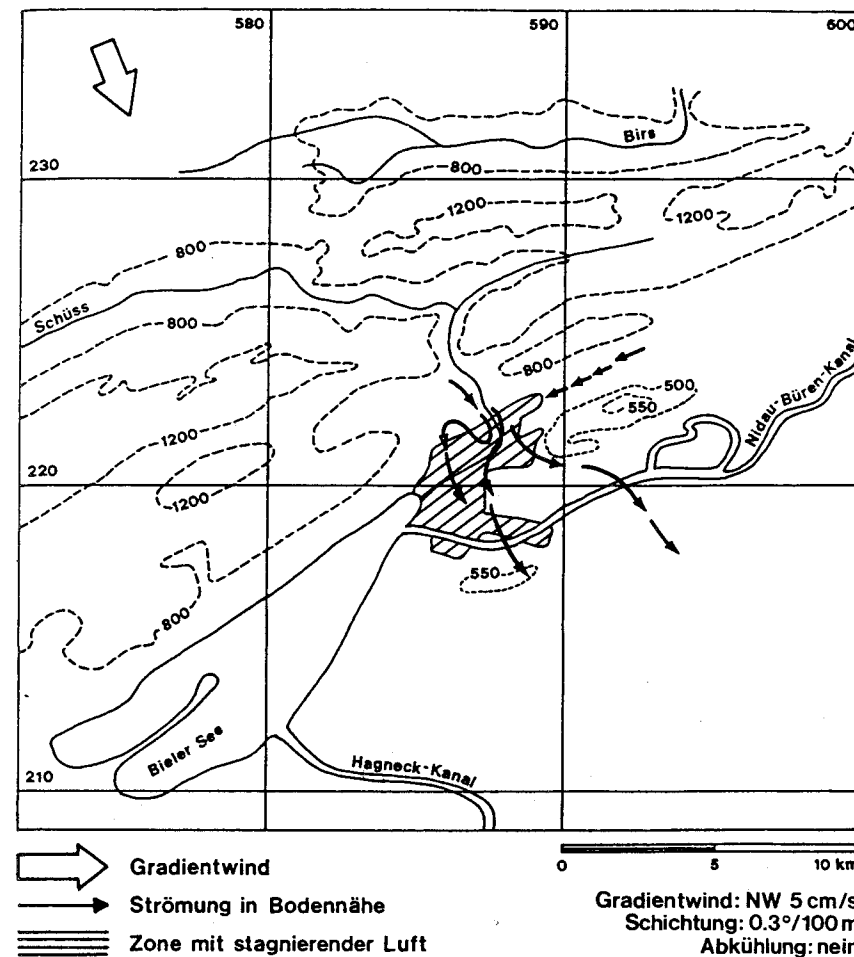 580
590
600
Birs
230
800
1200
1200
800
Schüss
800
800
500
550
Nidau-Büren-Kanal
1200
220
1200
550
800
Bieler See
Hagneck-Kanal
210
Gradientwind
Strömung in Bodennähe
Zone mit stagnierender Luft
0 5 10 km
Gradientwind: NW 5 cm/s
Schichtung: 0.3°/100 m
Abkühlung: nein